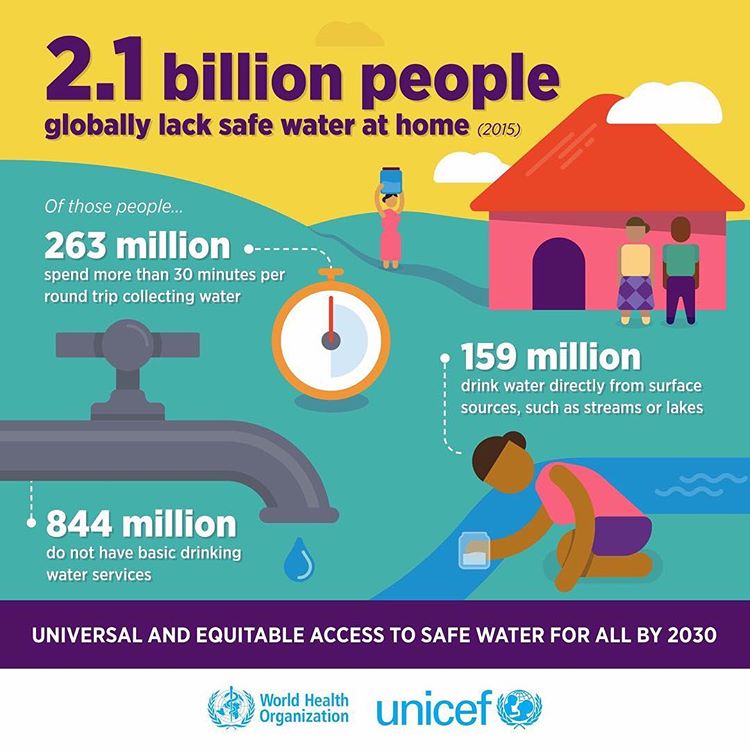 2.1 billion people
globally lack safe water at home (2015)
Of those people...
263 million
spend more than 30 minutes per
round trip collecting water
159 million
drink water directly from surface
sources, such as streams or lakes
844 million
do not have basic drinking
water services
UNIVERSAL AND EQUITABLE ACCESS TO SAFE WATER FOR ALL BY 2030
World Health
Organization
unicef